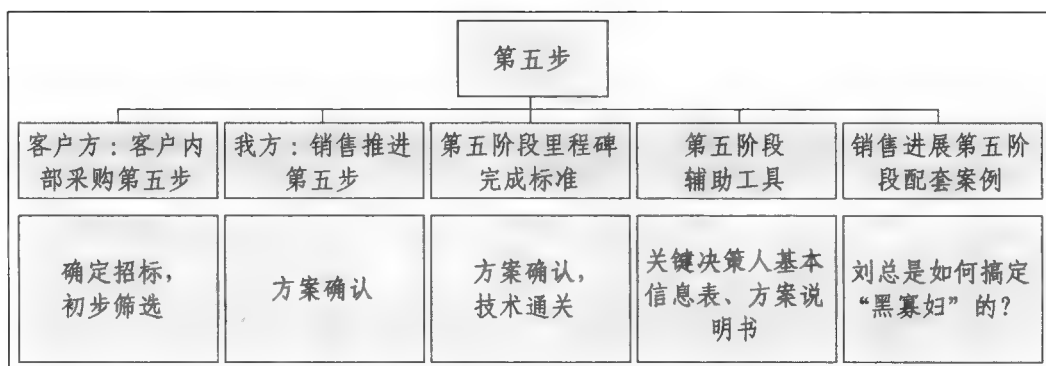 第五步
客户方：客户内
部采购第五步
我方：销售推进
第五步
第五阶段里程碑
完成标准
第五阶段
辅助工具
销售进展第五阶
段配套案例
确定招标，
初步筛选
方案确认
方案确认，
技术通关
关键决策人基本
信息表、方案说
明书
刘总是如何搞定
“黑寡妇”的？